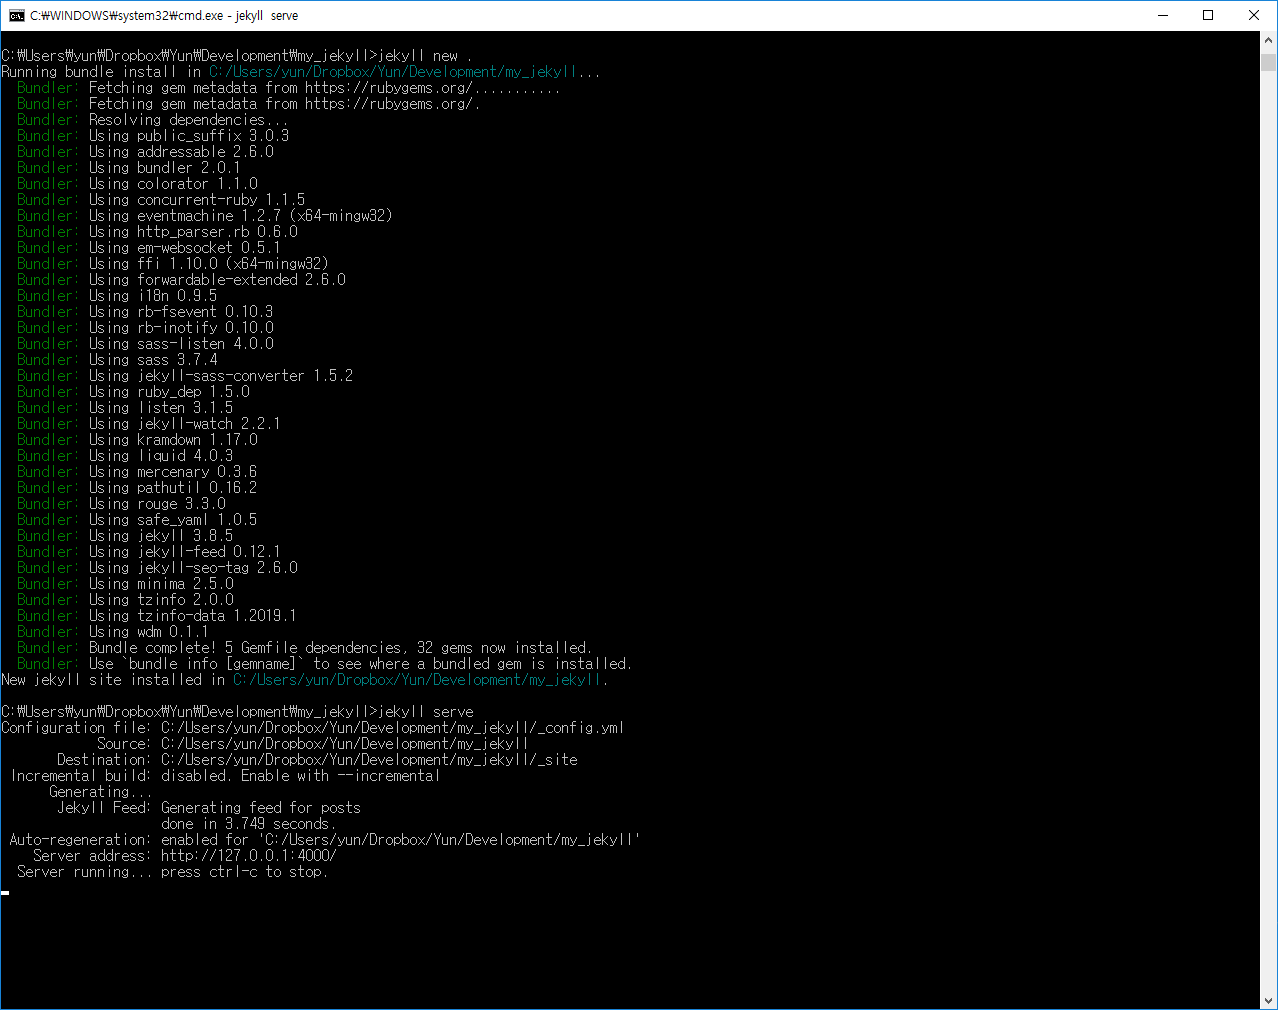 C:\WINDOWS\system32\cmd.exe - jekyll  serve
C:₩Users₩yun₩Dropbox₩Yun₩Development₩my_jekyll>jekyll new .
Running bundle install in C:/Users/yun/Dropbox/Yun/Development/my_jekyll...
  Bundler: Fetching gem metadata from https://rubygems.org/...........
  Bundler: Fetching gem metadata from https://rubygems.org/.
  Bundler: Resolving dependencies...
  Bundler: Using public_suffix 3.0.3
  Bundler: Using addressable 2.6.0
  Bundler: Using bundler 2.0.1
  Bundler: Using colorator 1.1.0
  Bundler: Using concurrent-ruby 1.1.5
  Bundler: Using eventmachine 1.2.7 (x64-mingw32)
  Bundler: Using http_parser.rb 0.6.0
  Bundler: Using em-websocket 0.5.1
  Bundler: Using ffi 1.10.0 (x64-mingw32)
  Bundler: Using forwardable-extended 2.6.0
  Bundler: Using i18n 0.9.5
  Bundler: Using rb-fsevent 0.10.3
  Bundler: Using rb-inotify 0.10.0
  Bundler: Using sass-listen 4.0.0
  Bundler: Using sass 3.7.4
  Bundler: Using jekyll-sass-converter 1.5.2
  Bundler: Using ruby_dep 1.5.0
  Bundler: Using listen 3.1.5
  Bundler: Using jekyll-watch 2.2.1
  Bundler: Using kramdown 1.17.0
  Bundler: Using liquid 4.0.3
  Bundler: Using mercenary 0.3.6
  Bundler: Using pathutil 0.16.2
  Bundler: Using rouge 3.3.0
  Bundler: Using safe_yaml 1.0.5
  Bundler: Using jekyll 3.8.5
  Bundler: Using jekyll-feed 0.12.1
  Bundler: Using jekyll-seo-tag 2.6.0
  Bundler: Using minima 2.5.0
  Bundler: Using tzinfo 2.0.0
  Bundler: Using tzinfo-data 1.2019.1
  Bundler: Using wdm 0.1.1
  Bundler: Bundle complete! 5 Gemfile dependencies, 32 gems now installed.
  Bundler: Use `bundle info [gemname]` to see where a bundled gem is installed.
New jekyll site installed in C:/Users/yun/Dropbox/Yun/Development/my_jekyll.
C:₩Users₩yun₩Dropbox₩Yun₩Development₩my_jekyll>jekyll serve
Configuration file: C:/Users/yun/Dropbox/Yun/Development/my_jekyll/_config.yml
            Source: C:/Users/yun/Dropbox/Yun/Development/my_jekyll
       Destination: C:/Users/yun/Dropbox/Yun/Development/my_jekyll/_site
 Incremental build: disabled. Enable with --incremental
      Generating...
       Jekyll Feed: Generating feed for posts
                    done in 3.749 seconds.
 Auto-regeneration: enabled for 'C:/Users/yun/Dropbox/Yun/Development/my_jekyll'
    Server address: http://127.0.0.1:4000/
  Server running... press ctrl-c to stop.